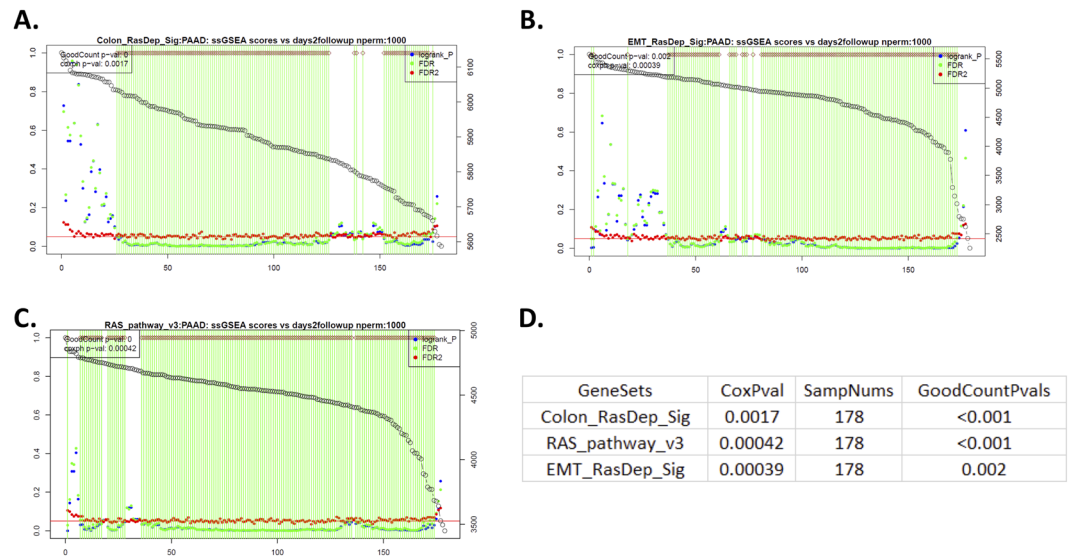 A.
Colon_RasDep_Sig:PAAD: ssGSEA scores vs days2followup nperm:1000
GoodCount p-val: 0
coxph p-val: 0.0017
logrank_P
FDR
FDR2
1.0
0.8
0.6
0.4
0.2
0.0
6100
6000
5900
5800
5700
5600
0 50 100 150
B.
EMT_RasDep_Sig:PAAD: ssGSEA scores vs days2followup nperm:1000
GoodCount p-val: 0.002
coxph p-val: 0.00039
logrank_P
FDR
FDR2
1.0
0.8
0.6
0.4
0.2
0.0
5500
5000
4500
4000
3500
3000
2500
0 50 100 150
C.
RAS_pathway_v3:PAAD: ssGSEA scores vs days2followup nperm:1000
GoodCount p-val: 0
coxph p-val: 0.00042
logrank_P
FDR
FDR2
1.0
0.8
0.6
0.4
0.2
0.0
5000
4500
4000
3500
0 50 100 150
D.
GeneSets CoxPval SampNums GoodCountPvals
Colon_RasDep_Sig 0.0017 178 <0.001
RAS_pathway_v3 0.00042 178 <0.001
EMT_RasDep_Sig 0.00039 178 0.002